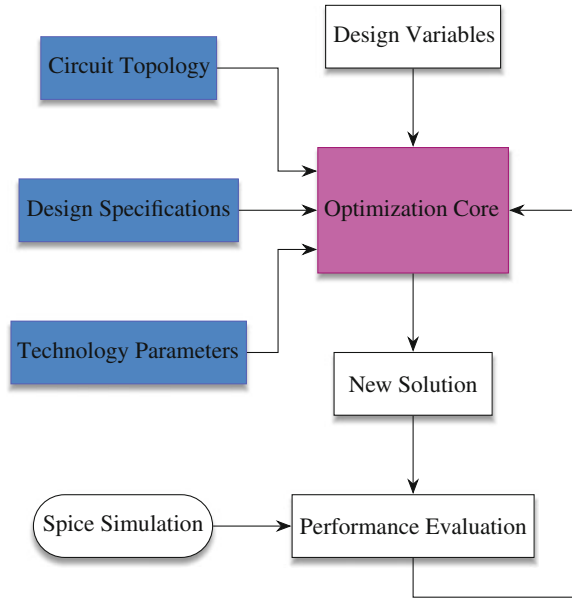 Design Variables
Circuit Topology
Design Specifications
Optimization Core
Technology Parameters
New Solution
Spice Simulation
Performance Evaluation